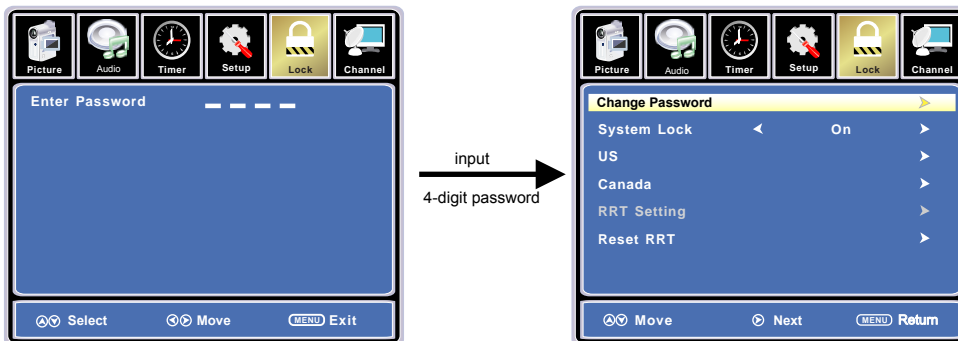 Picture Audio Timer Setup Lock Channel
Enter Password _ _ _ _
Select Move MENU Exit
input
4-digit password
Picture Audio Timer Setup Lock Channel
Change Password
System Lock On
US
Canada
RRT Setting
Reset RRT
Move Next MENU Return